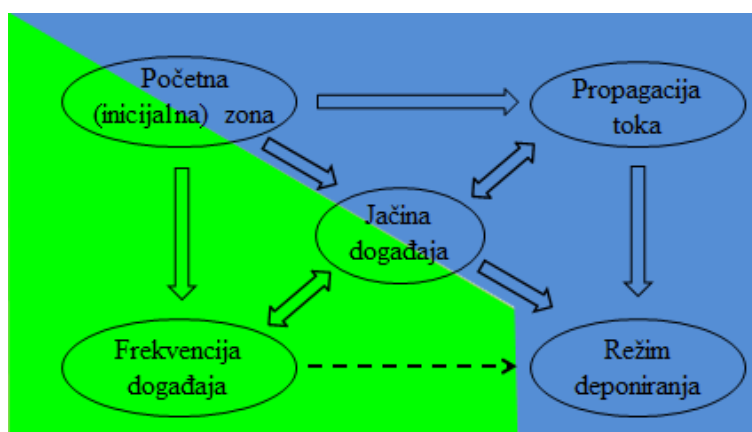 Početna
(inicijalna) zona
Propagacija
toka
Jačina
događaja
Frekvencija
događaja
Režim
deponiranja